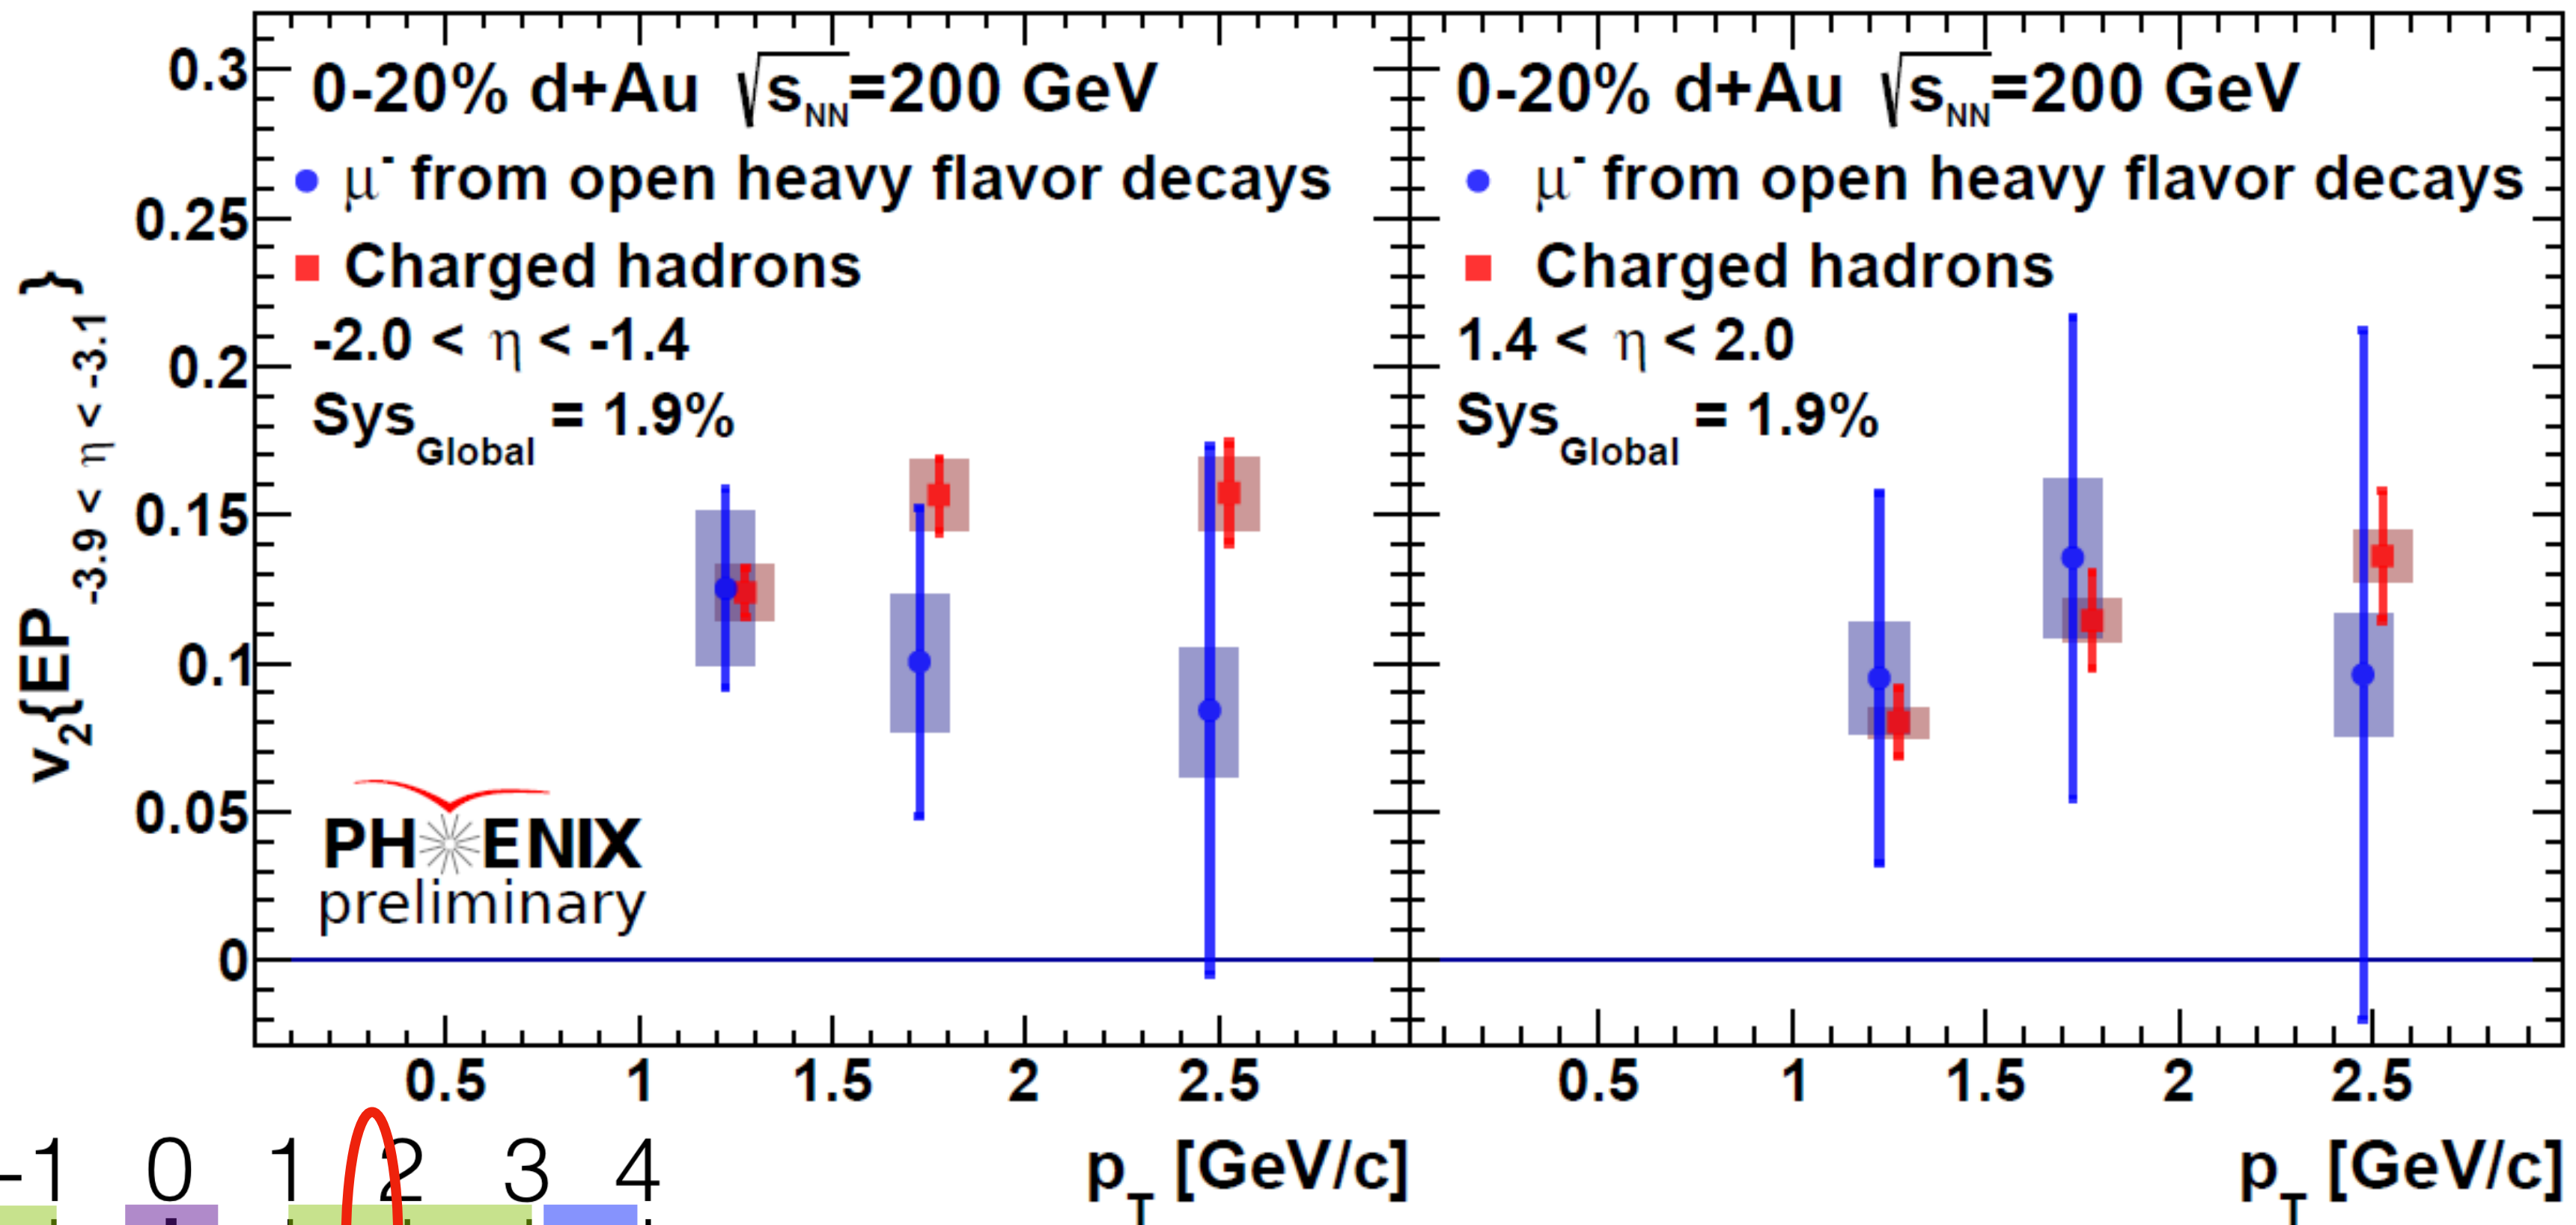 0-20% d+Au √sNN=200 GeV
μ- from open heavy flavor decays
Charged hadrons
-2.0 < η < -1.4
SysGlobal = 1.9%
0-20% d+Au √sNN=200 GeV
μ- from open heavy flavor decays
Charged hadrons
1.4 < η < 2.0
SysGlobal = 1.9%
v2{EP-3.9 < η < -3.1}
0.3
0.25
0.2
0.15
0.1
0.05
0
PHENIX
preliminary
0.5 1 1.5 2 2.5
0.5 1 1.5 2 2.5
pT [GeV/c]
pT [GeV/c]
-1 0 1 2 3 4